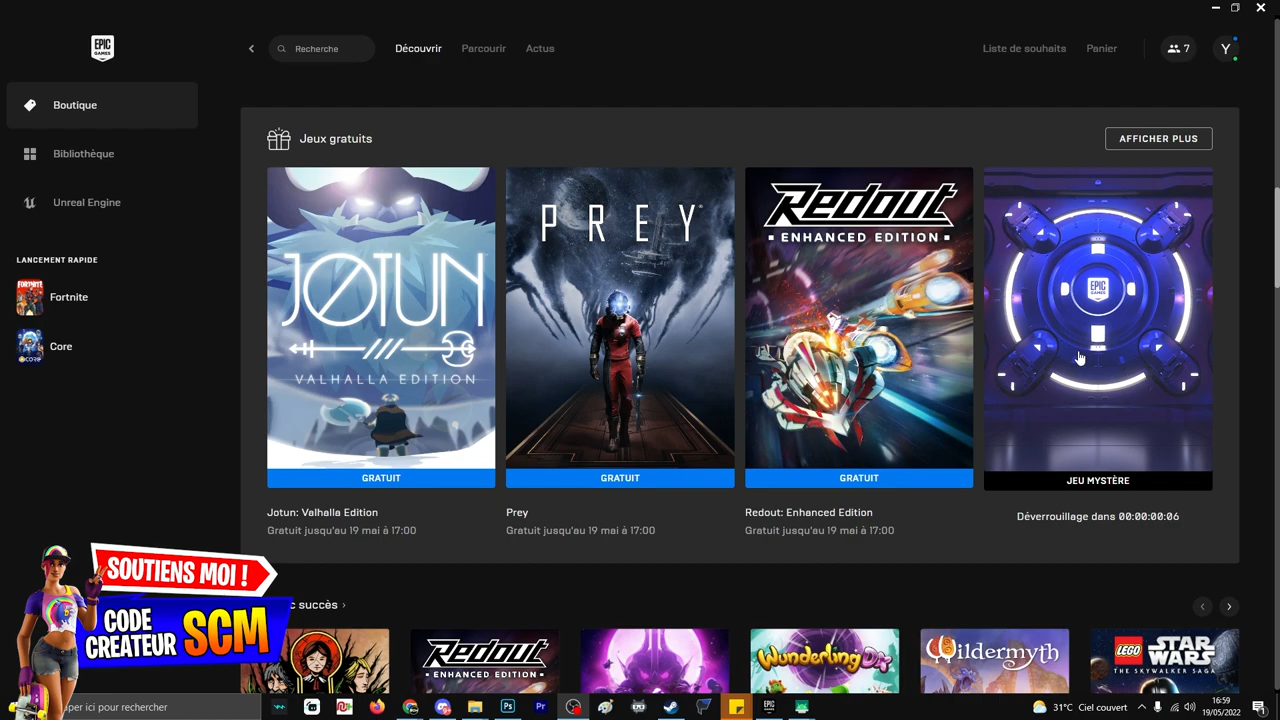 EPIC
GAMES
Recherche
Découvrir
Parcourir
Actus
Liste de souhaits
Panier
7
Y
Boutique
Bibliothèque
Unreal Engine
LANCEMENT RAPIDE
Fortnite
Core
Jeux gratuits
AFFICHER PLUS
JOTUN
VALHALLA EDITION
GRATUIT
Jotun: Valhalla Edition
Gratuit jusqu'au 19 mai à 17:00
PREY
GRATUIT
Prey
Gratuit jusqu'au 19 mai à 17:00
Redout
ENHANCED EDITION
GRATUIT
Redout: Enhanced Edition
Gratuit jusqu'au 19 mai à 17:00
EPIC
GAMES
JEU MYSTÈRE
Déverrouillage dans 00:00:00:06
SOUTIENS MOI !
CODE
CREATEUR SCM
c succès
Redout
ENHANCED EDITION
Wunderling DX
Wildermyth
LEGO STAR WARS
THE SKYWALKER SAGA
per ici pour rechercher
31°C Ciel couvert
16:59
19/05/2022